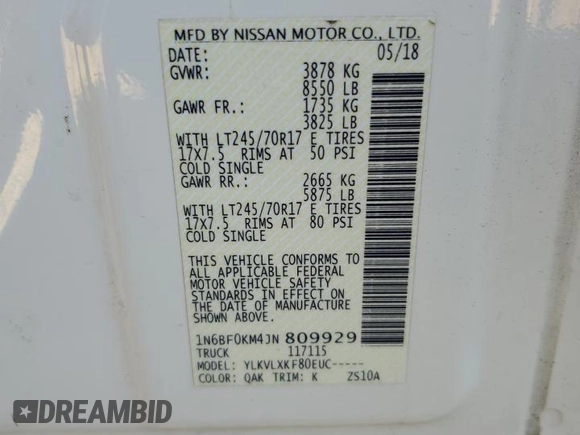 MFD BY NISSAN MOTOR CO., LTD.
DATE: 05/18
GVWR: 3878 KG
8550 LB
GAWR FR.: 1735 KG
3825 LB
WITH LT245/70R17 E TIRES
17X7.5 RIMS AT 50 PSI
COLD SINGLE
GAWR RR.: 2665 KG
5875 LB
WITH LT245/70R17 E TIRES
17X7.5 RIMS AT 80 PSI
COLD SINGLE
THIS VEHICLE CONFORMS TO
ALL APPLICABLE FEDERAL
MOTOR VEHICLE SAFETY
STANDARDS IN EFFECT ON
THE DATE OF MANUFACTURE
SHOWN ABOVE.
1N6BF0KM4JN809929
TRUCK 117115
MODEL: YLKVLXKF80EUC-----
COLOR: QAK TRIM: K ZS10A
DREAMBID